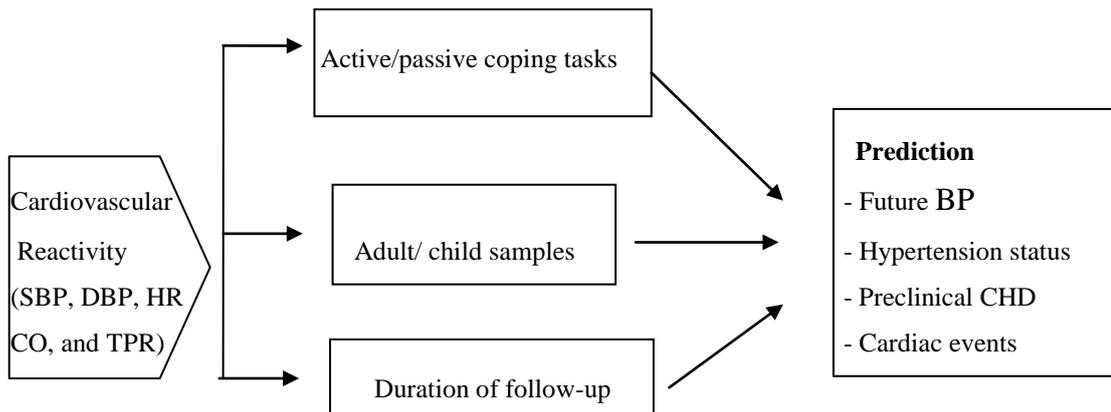 Active/passive coping tasks
Cardiovascular
Reactivity
(SBP, DBP, HR
CO, and TPR)
Adult/ child samples
Duration of follow-up
Prediction
- Future BP
- Hypertension status
- Preclinical CHD
- Cardiac events